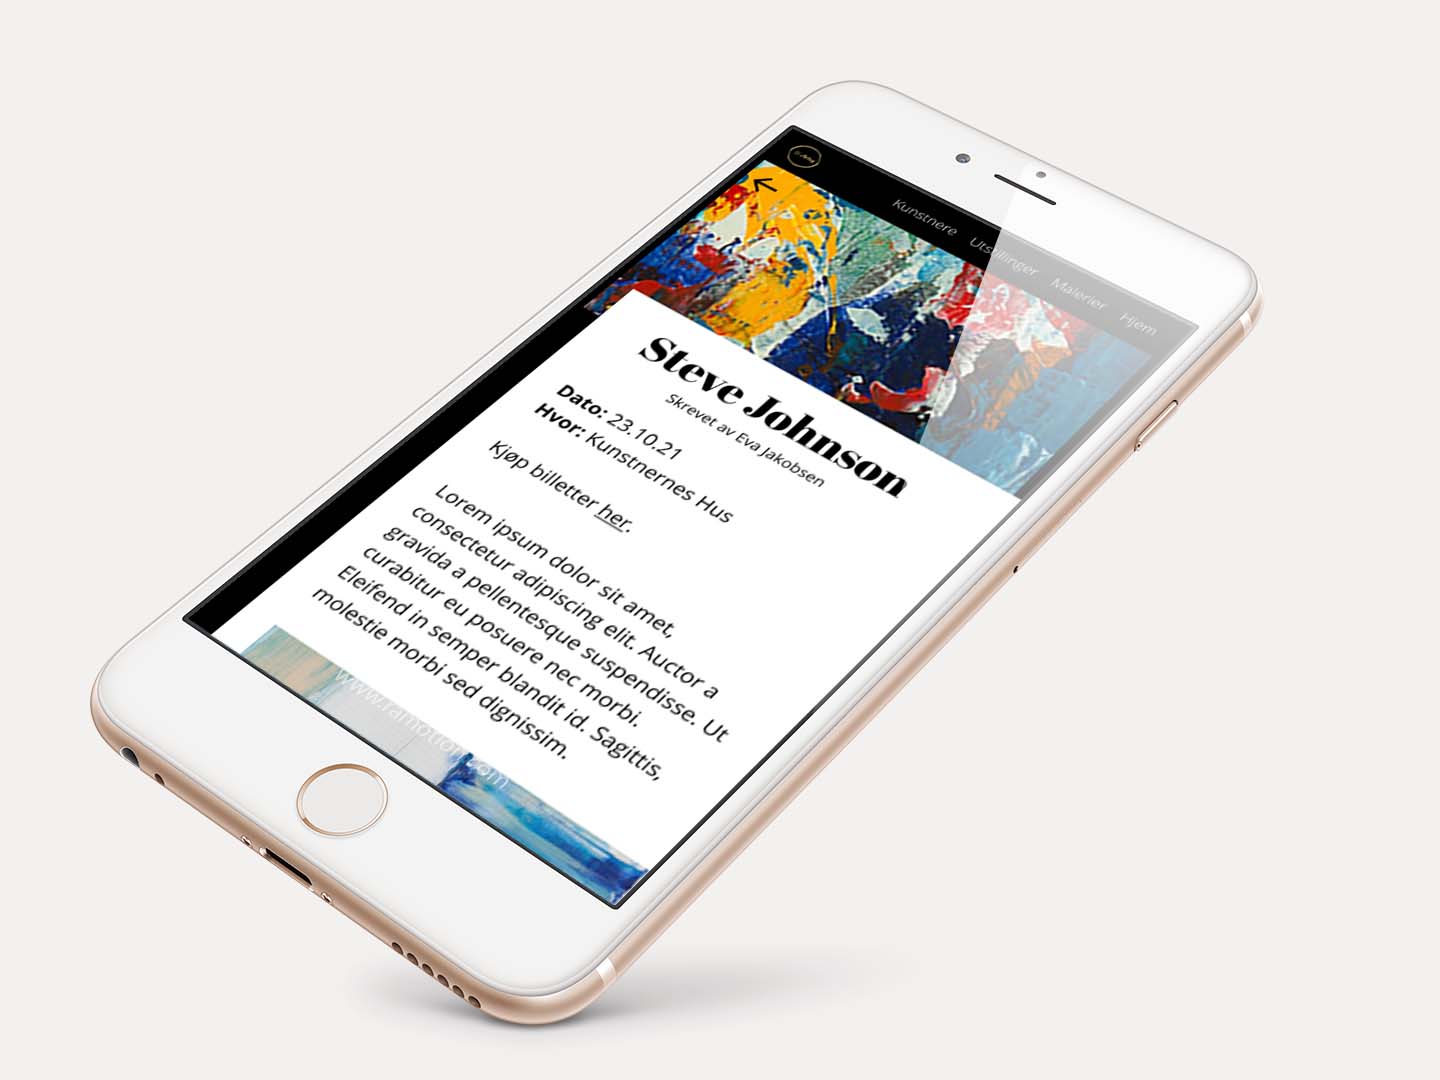 Kunstnere Utstillinger Malerier Hjem
Steve Johnson
Skrevet av Eva Jakobsen
Dato: 23.10.21
Hvor: Kunstnernes Hus
Kjøp billetter her.
Lorem ipsum dolor sit amet,
consectetur adipiscing elit. Auctor a
gravida a pellentesque suspendisse. Ut
curabitur eu posuere nec morbi.
Eleifend in semper blandit id. Sagittis,
molestie morbi sed dignissim.
www.ramotion.com